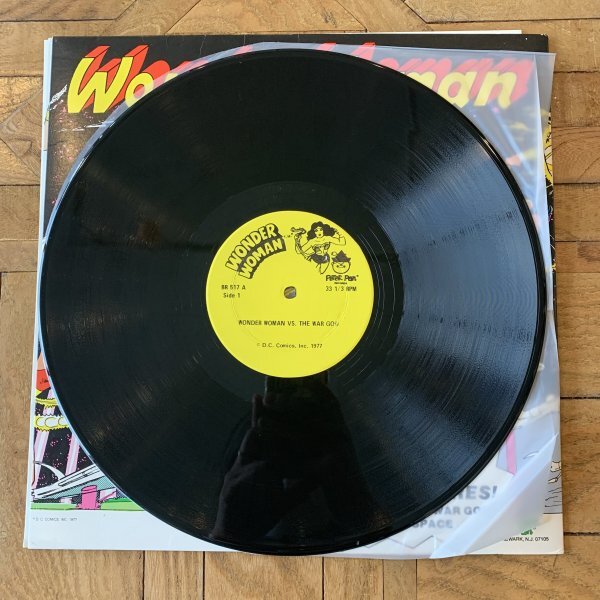 Wonder Woman
WONDER
WOMAN
PETER PAN
RECORDS
BR 517 A
33 1/3 RPM
Side 1
WONDER WOMAN VS. THE WAR GOD
© D.C. Comics, Inc. 1977
WAR GO
SPACE
© D.C. COMICS INC. 1977
NEWARK, N.J. 07105